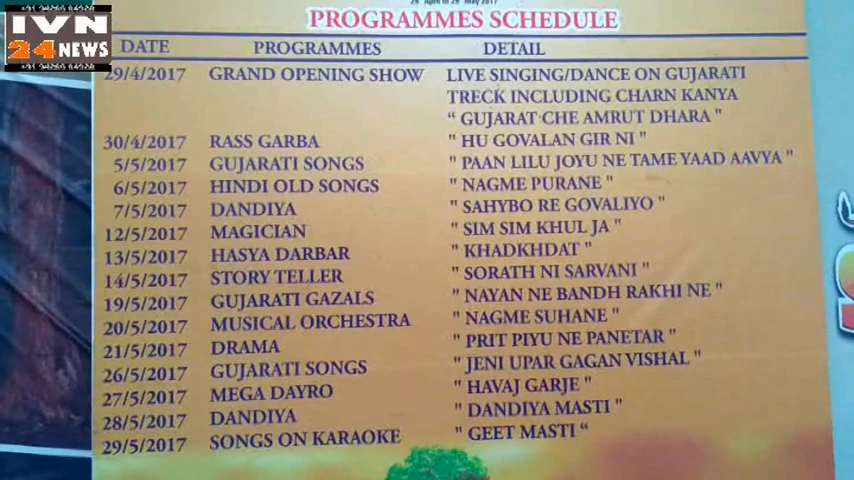 IVN
24 NEWS
29th April to 29th May 2017
PROGRAMMES SCHEDULE
DATE PROGRAMMES DETAIL
29/4/2017 GRAND OPENING SHOW LIVE SINGING/DANCE ON GUJARATI
TRECK INCLUDING CHARN KANYA
“ GUJARAT CHE AMRUT DHARA "
30/4/2017 RASS GARBA " HU GOVALAN GIR NI "
5/5/2017 GUJARATI SONGS " PAAN LILU JOYU NE TAME YAAD AAVYA "
6/5/2017 HINDI OLD SONGS " NAGME PURANE "
7/5/2017 DANDIYA " SAHYBO RE GOVALIYO "
12/5/2017 MAGICIAN " SIM SIM KHUL JA "
13/5/2017 HASYA DARBAR " KHADKHDAT "
14/5/2017 STORY TELLER " SORATH NI SARVANI "
19/5/2017 GUJARATI GAZALS " NAYAN NE BANDH RAKHI NE "
20/5/2017 MUSICAL ORCHESTRA " NAGME SUHANE "
21/5/2017 DRAMA " PRIT PIYU NE PANETAR "
26/5/2017 GUJARATI SONGS " JENI UPAR GAGAN VISHAL "
27/5/2017 MEGA DAYRO " HAVAJ GARJE "
28/5/2017 DANDIYA " DANDIYA MASTI "
29/5/2017 SONGS ON KARAOKE " GEET MASTI “